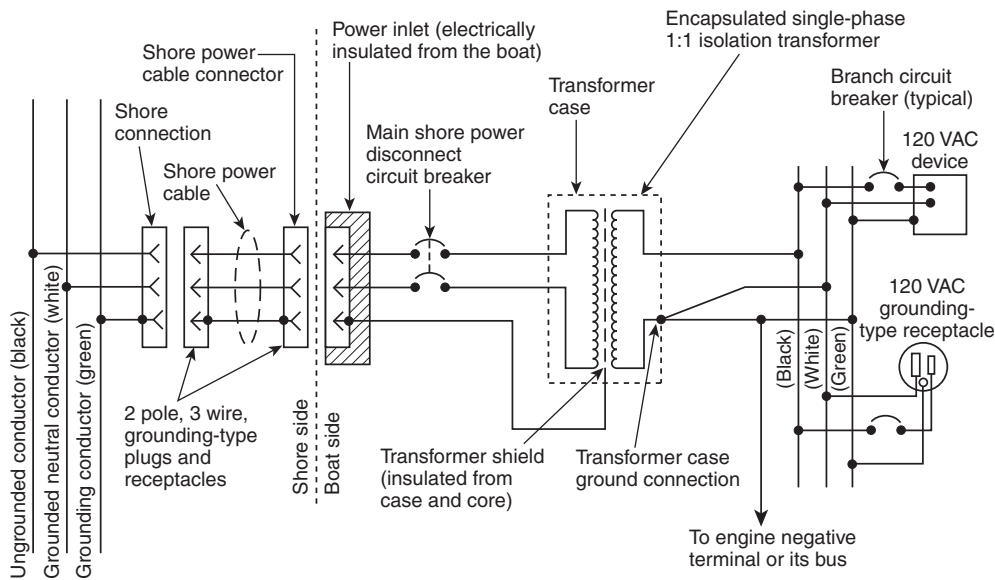 Encapsulated single-phase
1:1 isolation transformer
Power inlet (electrically
insulated from the boat)
Shore power
cable connector
Branch circuit
breaker (typical)
Transformer
case
Shore
connection
Main shore power
disconnect
circuit breaker
120 VAC
device
Shore power
cable
120 VAC
grounding-
type receptacle
Ungrounded conductor (black)
Grounded neutral conductor (white)
Grounding conductor (green)
(Black)
(White)
(Green)
2 pole, 3 wire,
grounding-type
plugs and
receptacles
Shore side
Boat side
Transformer shield
(insulated from
case and core)
Transformer case
ground connection
To engine negative
terminal or its bus